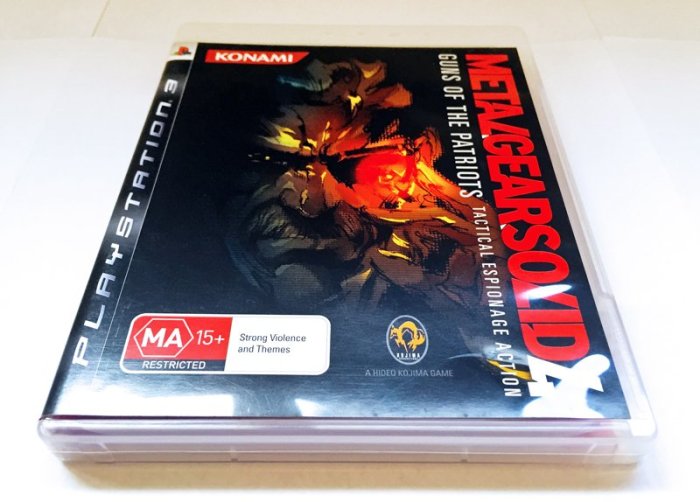 PLAYSTATION 3
KONAMI
METAL GEAR SOLID 4
GUNS OF THE PATRIOTS
TACTICAL ESPIONAGE ACTION
MA 15+
RESTRICTED
Strong Violence
and Themes
KOJIMA
A HIDEO KOJIMA GAME